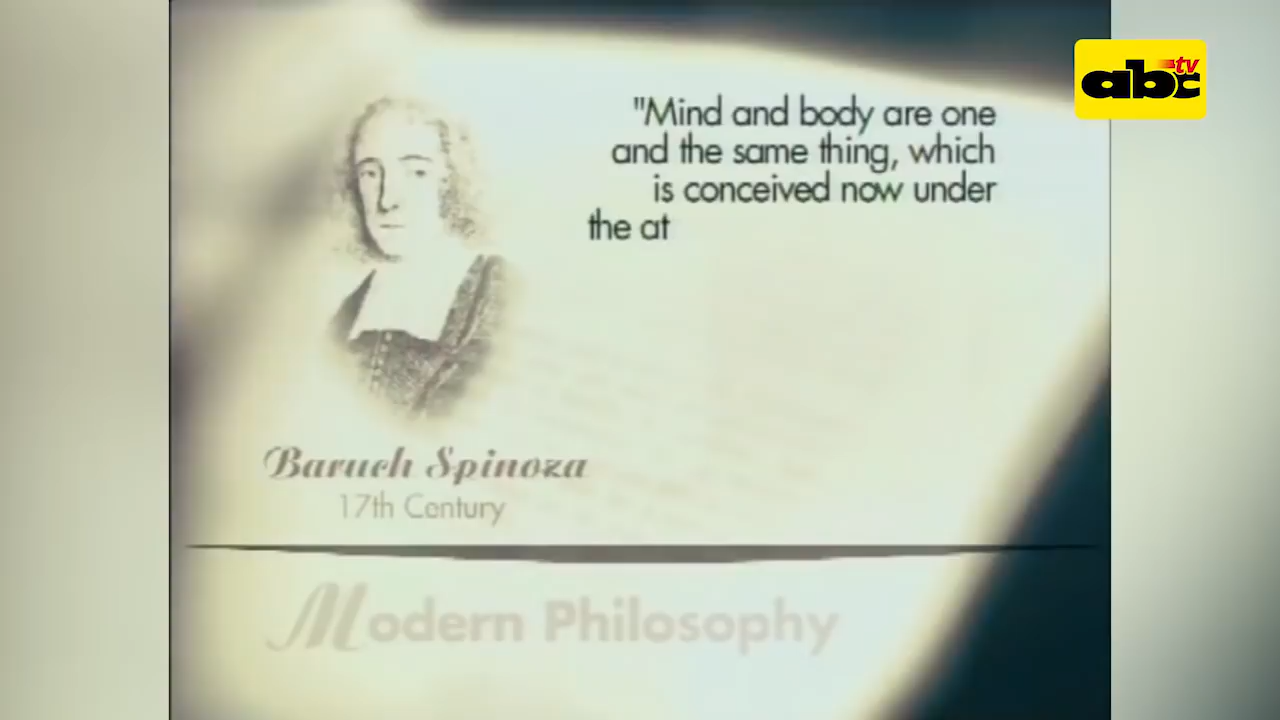 abc tv
"Mind and body are one
and the same thing, which
is conceived now under
the at
Baruch Spinoza
17th Century
Modern Philosophy